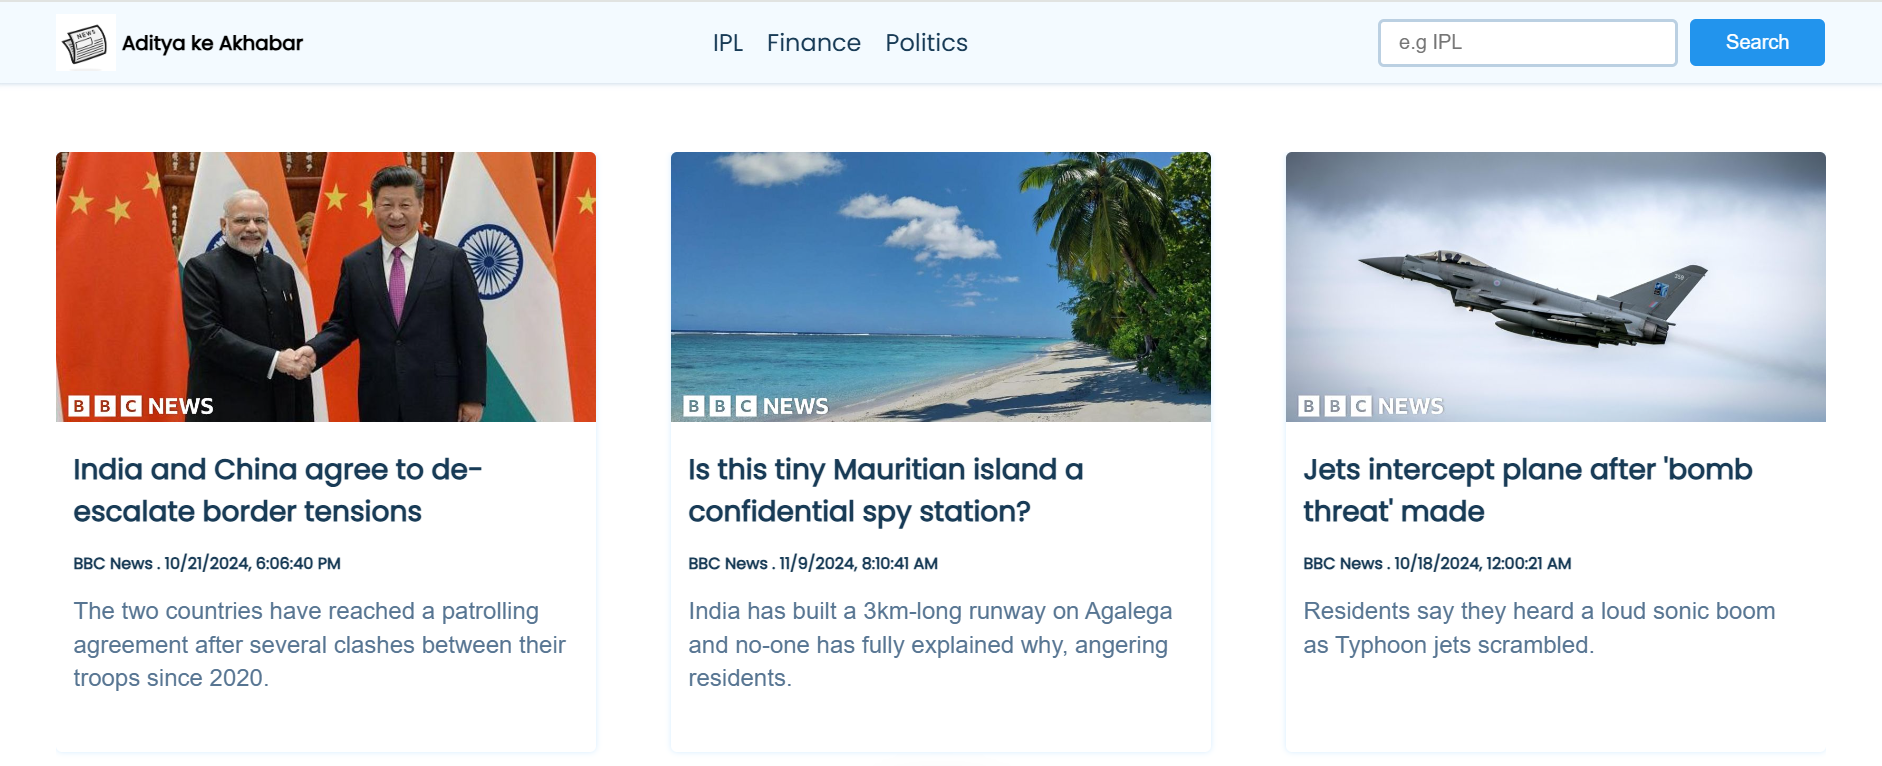 NEWS
Aditya ke Akhabar
IPL Finance Politics
e.g IPL
Search
BBC NEWS
BBC NEWS
BBC NEWS
India and China agree to de-
escalate border tensions
BBC News . 10/21/2024, 6:06:40 PM
The two countries have reached a patrolling
agreement after several clashes between their
troops since 2020.
Is this tiny Mauritian island a
confidential spy station?
BBC News . 11/9/2024, 8:10:41 AM
India has built a 3km-long runway on Agalega
and no-one has fully explained why, angering
residents.
Jets intercept plane after 'bomb
threat' made
BBC News . 10/18/2024, 12:00:21 AM
Residents say they heard a loud sonic boom
as Typhoon jets scrambled.